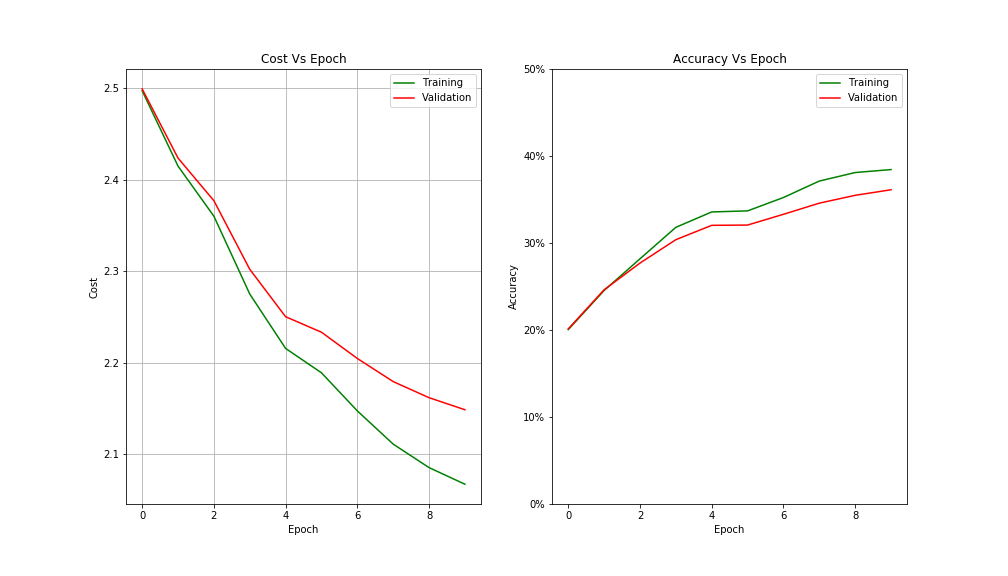 Cost Vs Epoch
Training
Validation
2.5
2.4
2.3
2.2
2.1
Cost
0 2 4 6 8
Epoch
Accuracy Vs Epoch
Training
Validation
50%
40%
30%
20%
10%
0%
Accuracy
0 2 4 6 8
Epoch